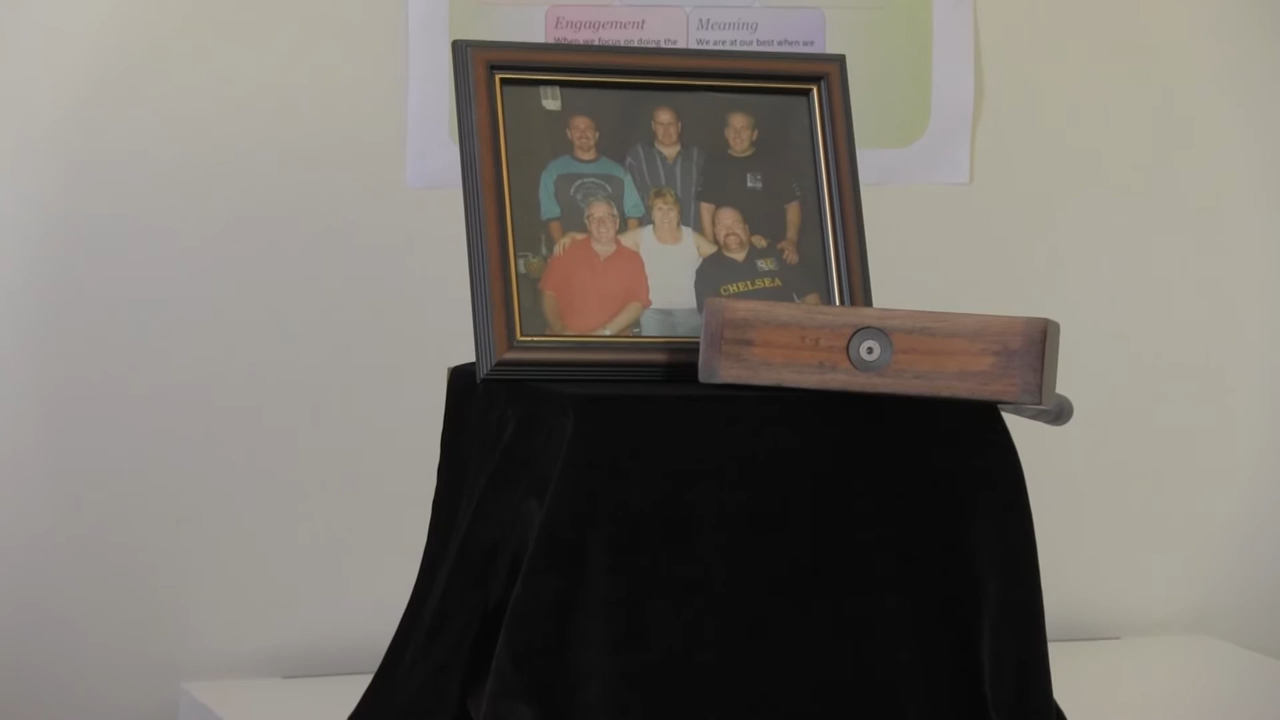 Engagement
When we focus on doing the
Meaning
We are at our best when we
CHELSEA